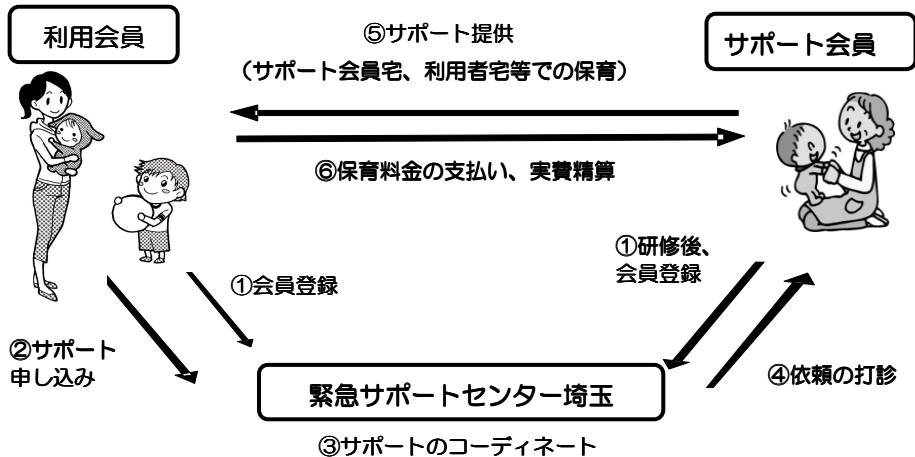 利用会員
⑤サポート提供
（サポート会員宅、利用者宅等での保育）
サポート会員
⑥保育料金の支払い、実費精算
①会員登録
①研修後、
会員登録
②サポート
申し込み
④依頼の打診
緊急サポートセンター埼玉
③サポートのコーディネート